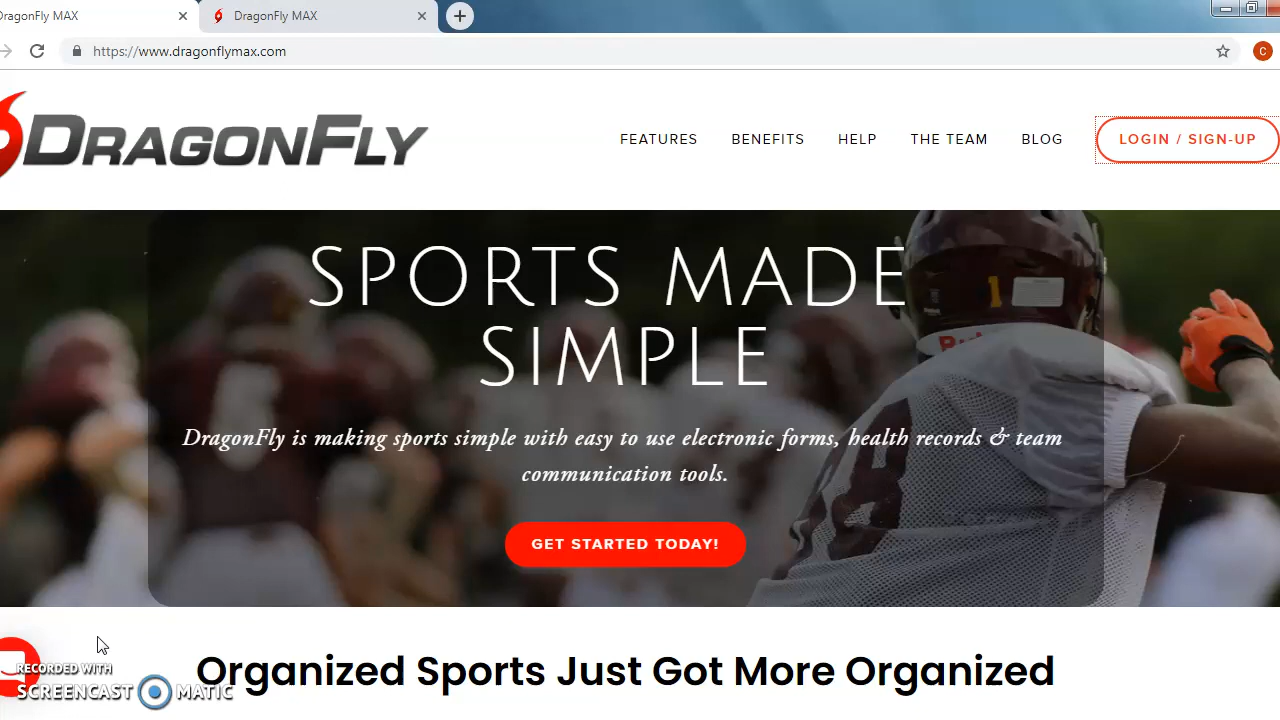 DragonFly MAX
DragonFly MAX
https://www.dragonflymax.com
C
DRAGONFLY
FEATURES
BENEFITS
HELP
THE TEAM
BLOG
LOGIN / SIGN-UP
SPORTS MADE
SIMPLE
DragonFly is making sports simple with easy to use electronic forms, health records & team
communication tools.
GET STARTED TODAY!
RECORDED WITH
SCREENCAST MATIC
Organized Sports Just Got More Organized